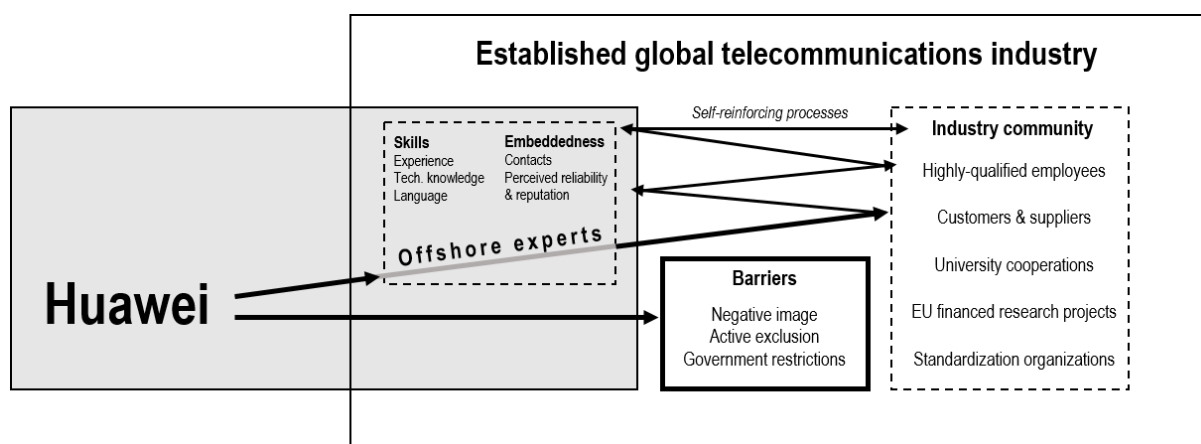 Established global telecommunications industry
Self-reinforcing processes
Skills
Experience
Tech. knowledge
Language
Embeddedness
Contacts
Perceived reliability
& reputation
Offshore experts
Huawei
Barriers
Negative image
Active exclusion
Government restrictions
Industry community
Highly-qualified employees
Customers & suppliers
University cooperations
EU financed research projects
Standardization organizations